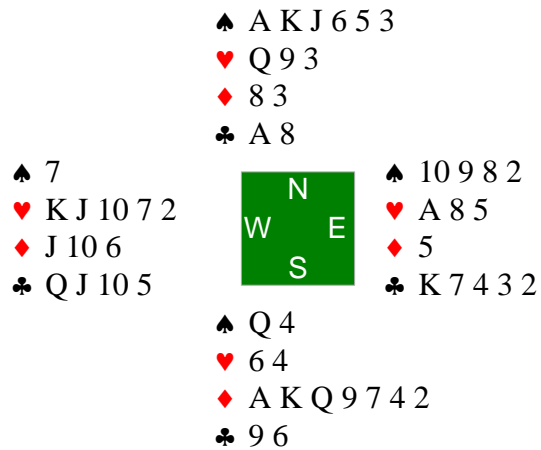 ♠ A K J 6 5 3
♥ Q 9 3
♦ 8 3
♣ A 8
♠ 7
♥ K J 10 7 2
♦ J 10 6
♣ Q J 10 5
N
W E
S
♠ 10 9 8 2
♥ A 8 5
♦ 5
♣ K 7 4 3 2
♠ Q 4
♥ 6 4
♦ A K Q 9 7 4 2
♣ 9 6